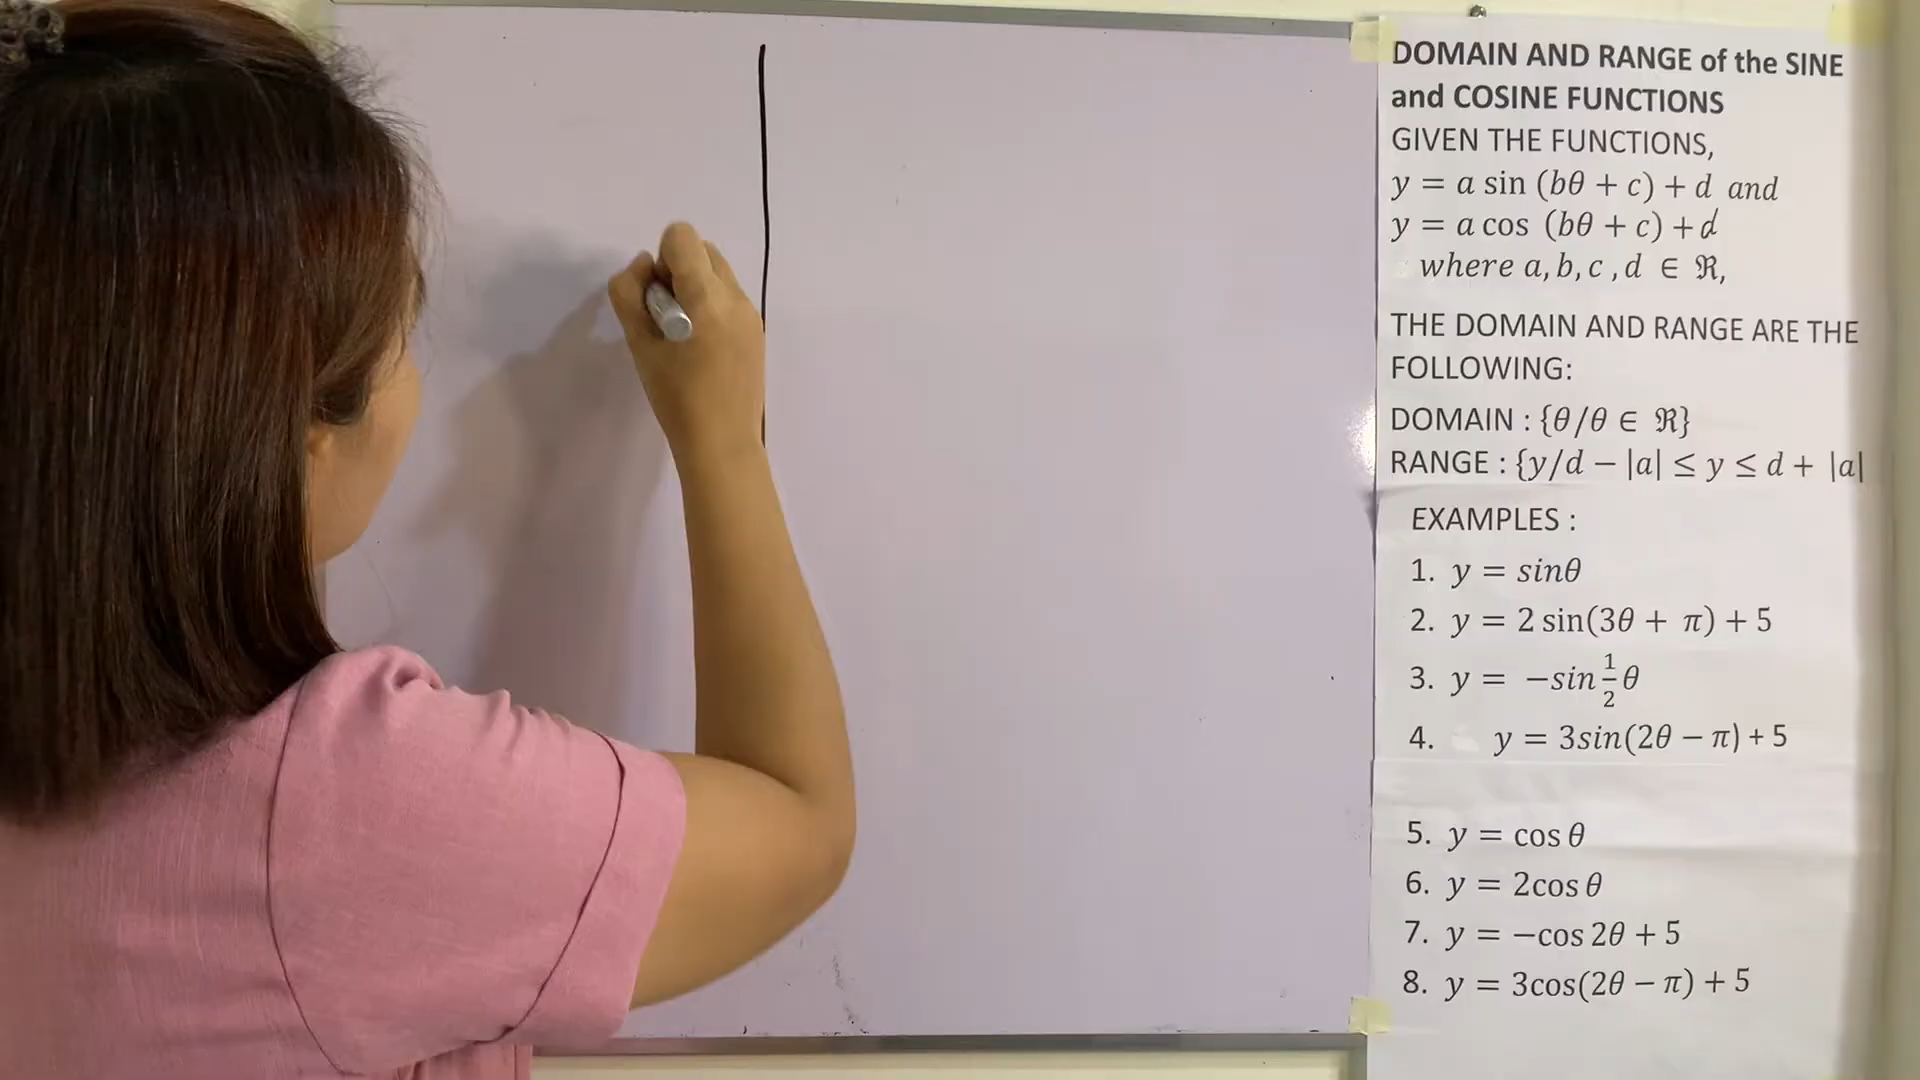 DOMAIN AND RANGE of the SINE
and COSINE FUNCTIONS
GIVEN THE FUNCTIONS,
y = a sin (bθ + c) + d and
y = a cos (bθ + c) + d
where a, b, c , d ∈ ℜ,
THE DOMAIN AND RANGE ARE THE
FOLLOWING:
DOMAIN : {θ/θ ∈ ℜ}
RANGE : {y/d − |a| ≤ y ≤ d + |a|
EXAMPLES :
1. y = sinθ
2. y = 2 sin(3θ + π) + 5
3. y = −sin 1/2 θ
4. y = 3sin(2θ − π) + 5
5. y = cos θ
6. y = 2cos θ
7. y = −cos 2θ + 5
8. y = 3cos(2θ − π) + 5